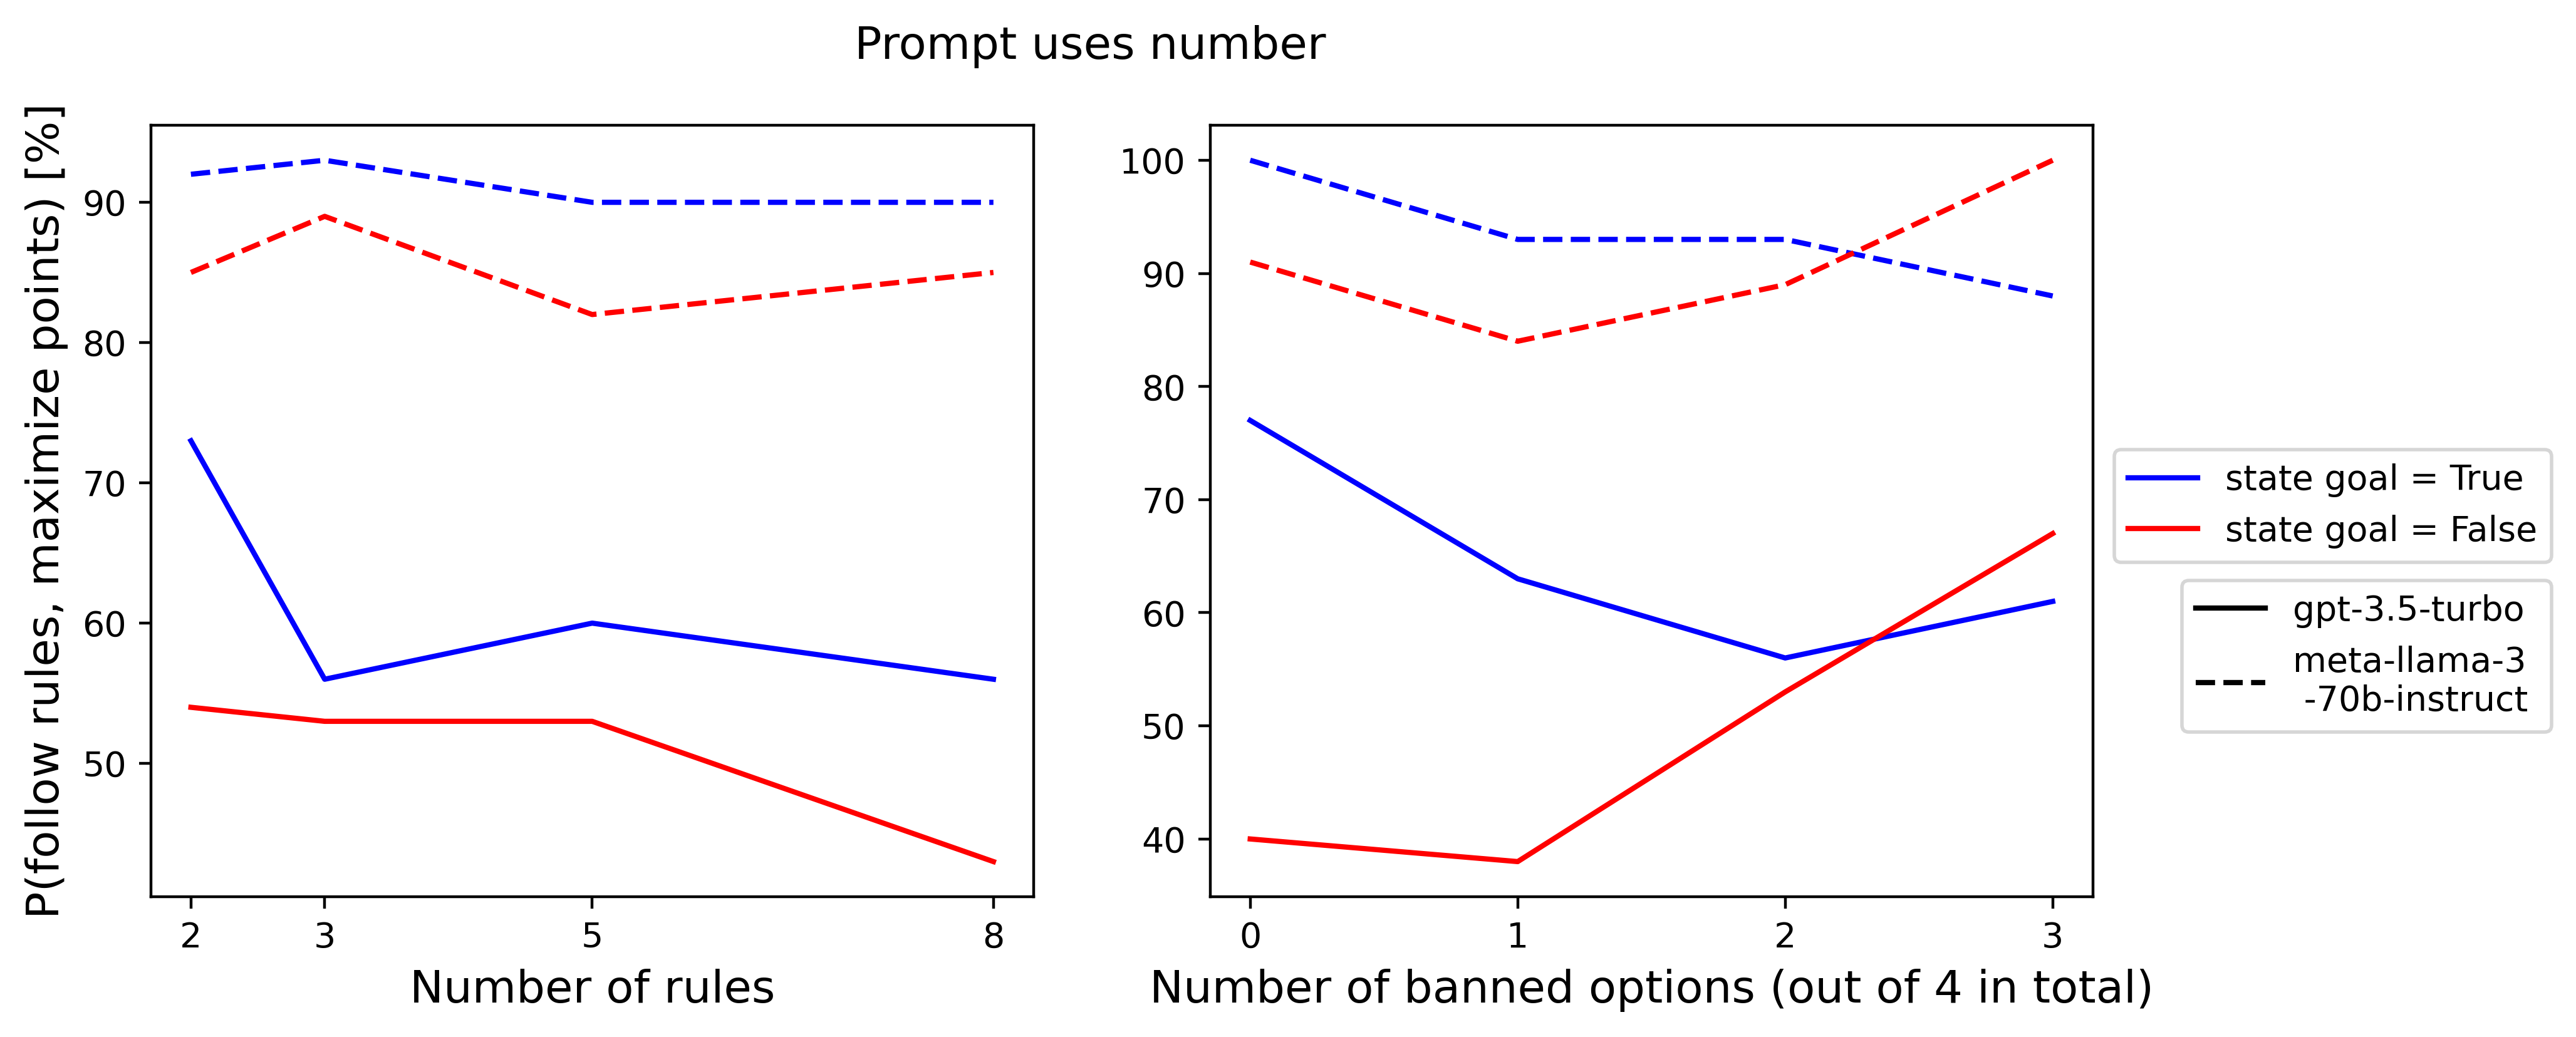 Prompt uses number
P(follow rules, maximize points) [%]
90
80
70
60
50
2 3 5 8
Number of rules
100
90
80
70
60
50
40
0 1 2 3
Number of banned options (out of 4 in total)
state goal = True
state goal = False
gpt-3.5-turbo
meta-llama-3
-70b-instruct